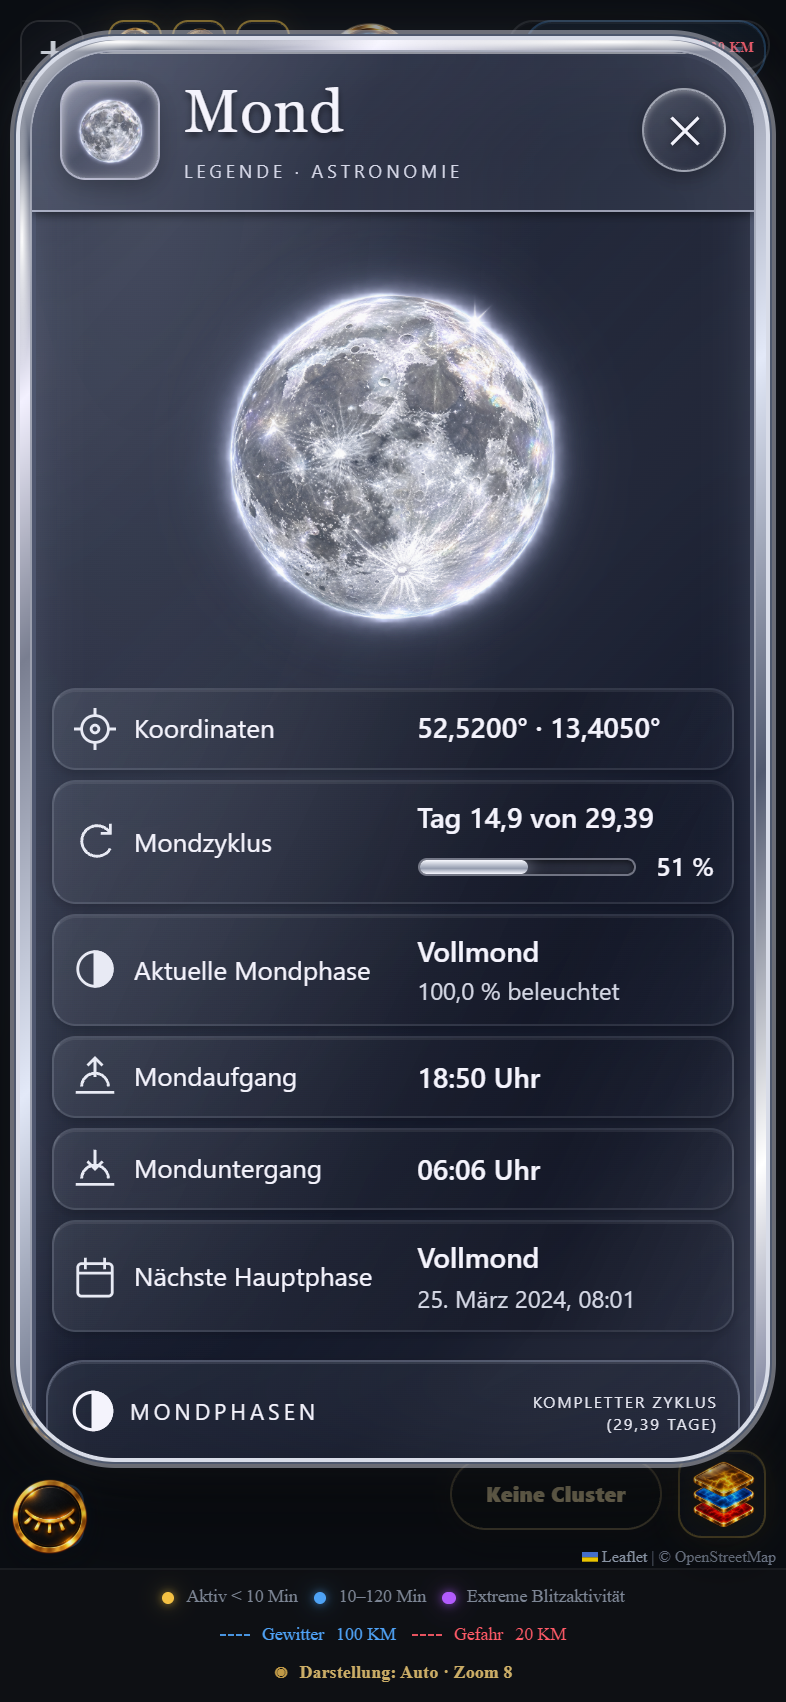 KM
Mond
LEGENDE · ASTRONOMIE
Koordinaten 52,5200° · 13,4050°
Mondzyklus Tag 14,9 von 29,39
51 %
Aktuelle Mondphase Vollmond
100,0 % beleuchtet
Mondaufgang 18:50 Uhr
Monduntergang 06:06 Uhr
Nächste Hauptphase Vollmond
25. März 2024, 08:01
MONDPHASEN KOMPLETTER ZYKLUS
(29,39 TAGE)
Keine Cluster
Leaflet | © OpenStreetMap
Aktiv < 10 Min 10–120 Min Extreme Blitzaktivität
Gewitter 100 KM Gefahr 20 KM
Darstellung: Auto · Zoom 8